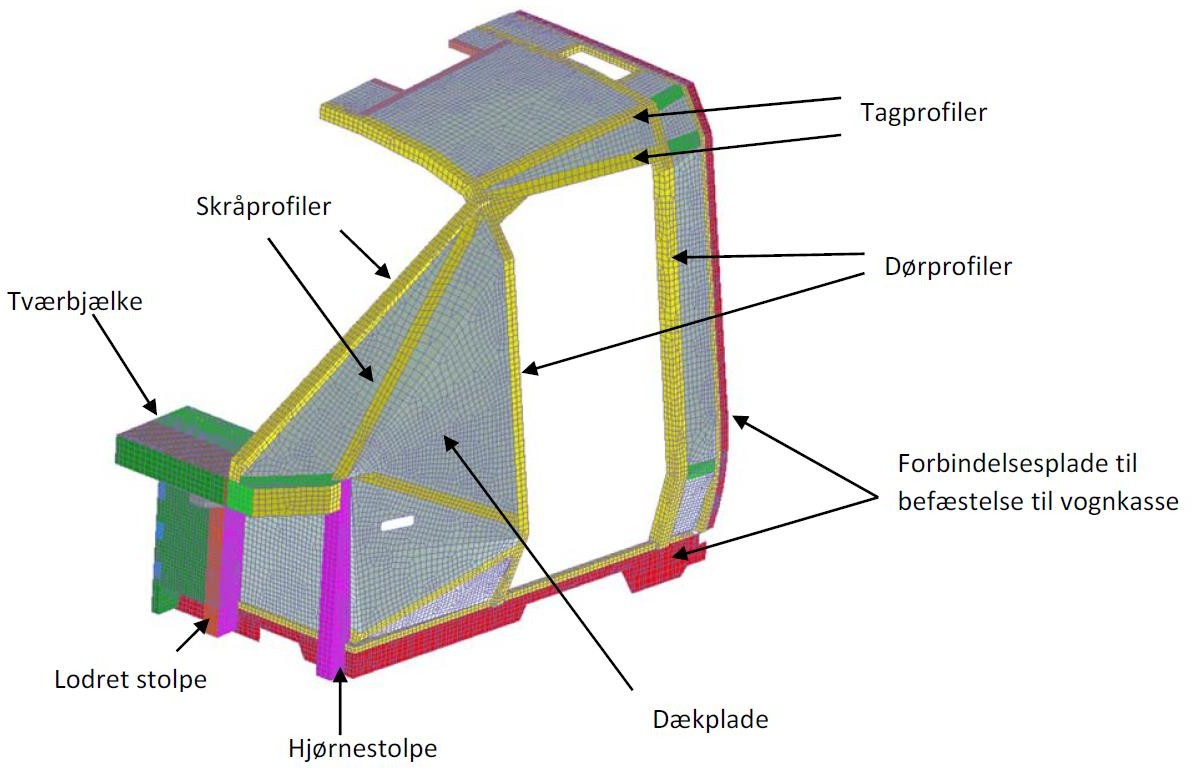 Tagprofiler
Skråprofiler
Dørprofiler
Tværbjælke
Forbindelsesplade til
befæstelse til vognkasse
Lodret stolpe
Dækplade
Hjørnestolpe